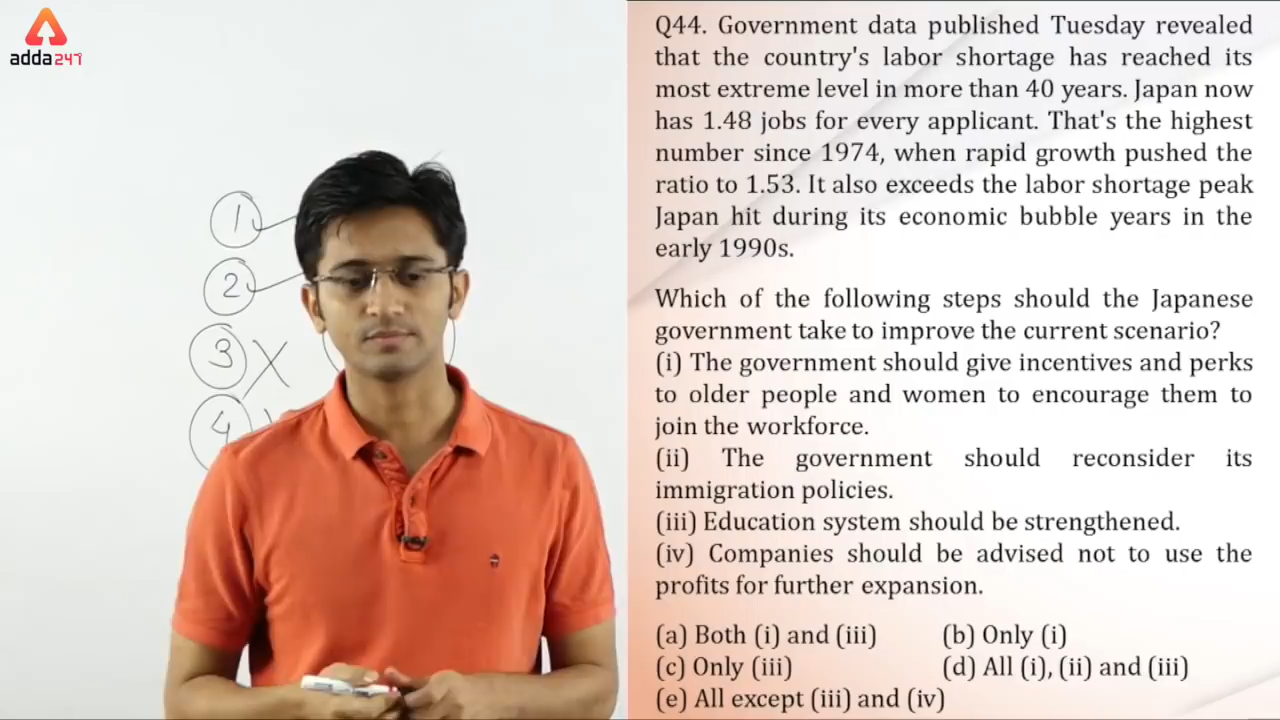 adda247
1
2
3 X
4
Q44. Government data published Tuesday revealed
that the country's labor shortage has reached its
most extreme level in more than 40 years. Japan now
has 1.48 jobs for every applicant. That's the highest
number since 1974, when rapid growth pushed the
ratio to 1.53. It also exceeds the labor shortage peak
Japan hit during its economic bubble years in the
early 1990s.
Which of the following steps should the Japanese
government take to improve the current scenario?
(i) The government should give incentives and perks
to older people and women to encourage them to
join the workforce.
(ii) The government should reconsider its
immigration policies.
(iii) Education system should be strengthened.
(iv) Companies should be advised not to use the
profits for further expansion.
(a) Both (i) and (iii) (b) Only (i)
(c) Only (iii) (d) All (i), (ii) and (iii)
(e) All except (iii) and (iv)